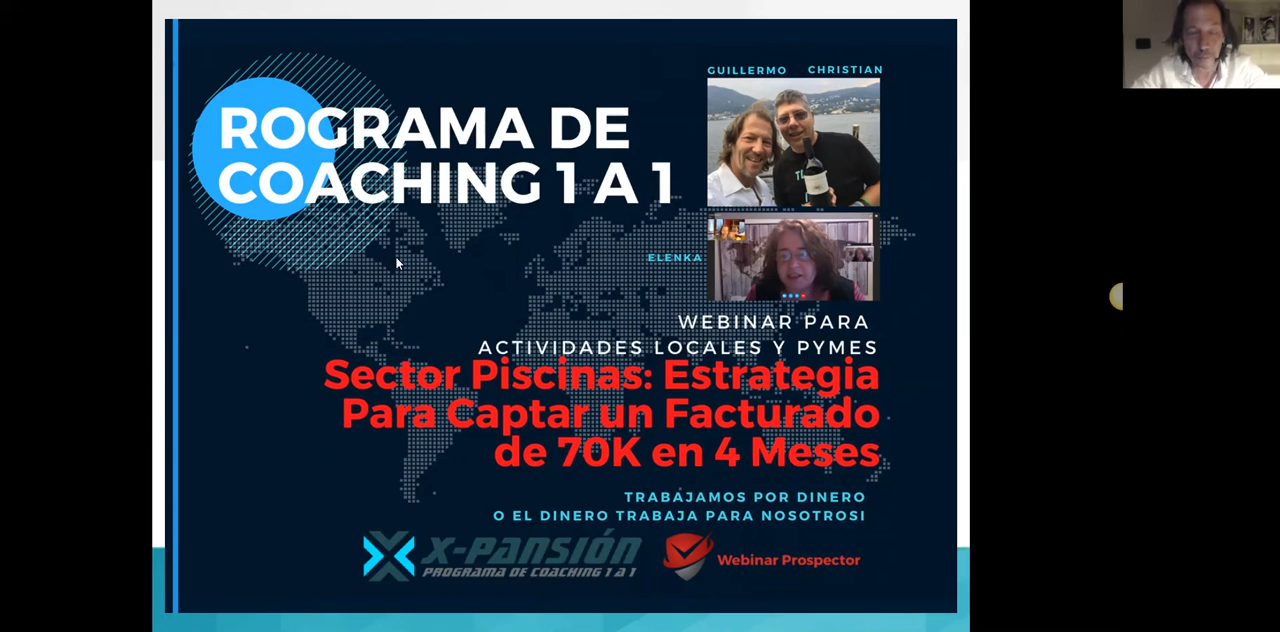 GUILLERMO CHRISTIAN
ROGRAMA DE
COACHING 1 A 1
ELENKA
WEBINAR PARA
ACTIVIDADES LOCALES Y PYMES
Sector Piscinas: Estrategia
Para Captar un Facturado
de 70K en 4 Meses
TRABAJAMOS POR DINERO
O EL DINERO TRABAJA PARA NOSOTROSI
X-PANSIÓN
PROGRAMA DE COACHING 1 A 1
Webinar Prospector